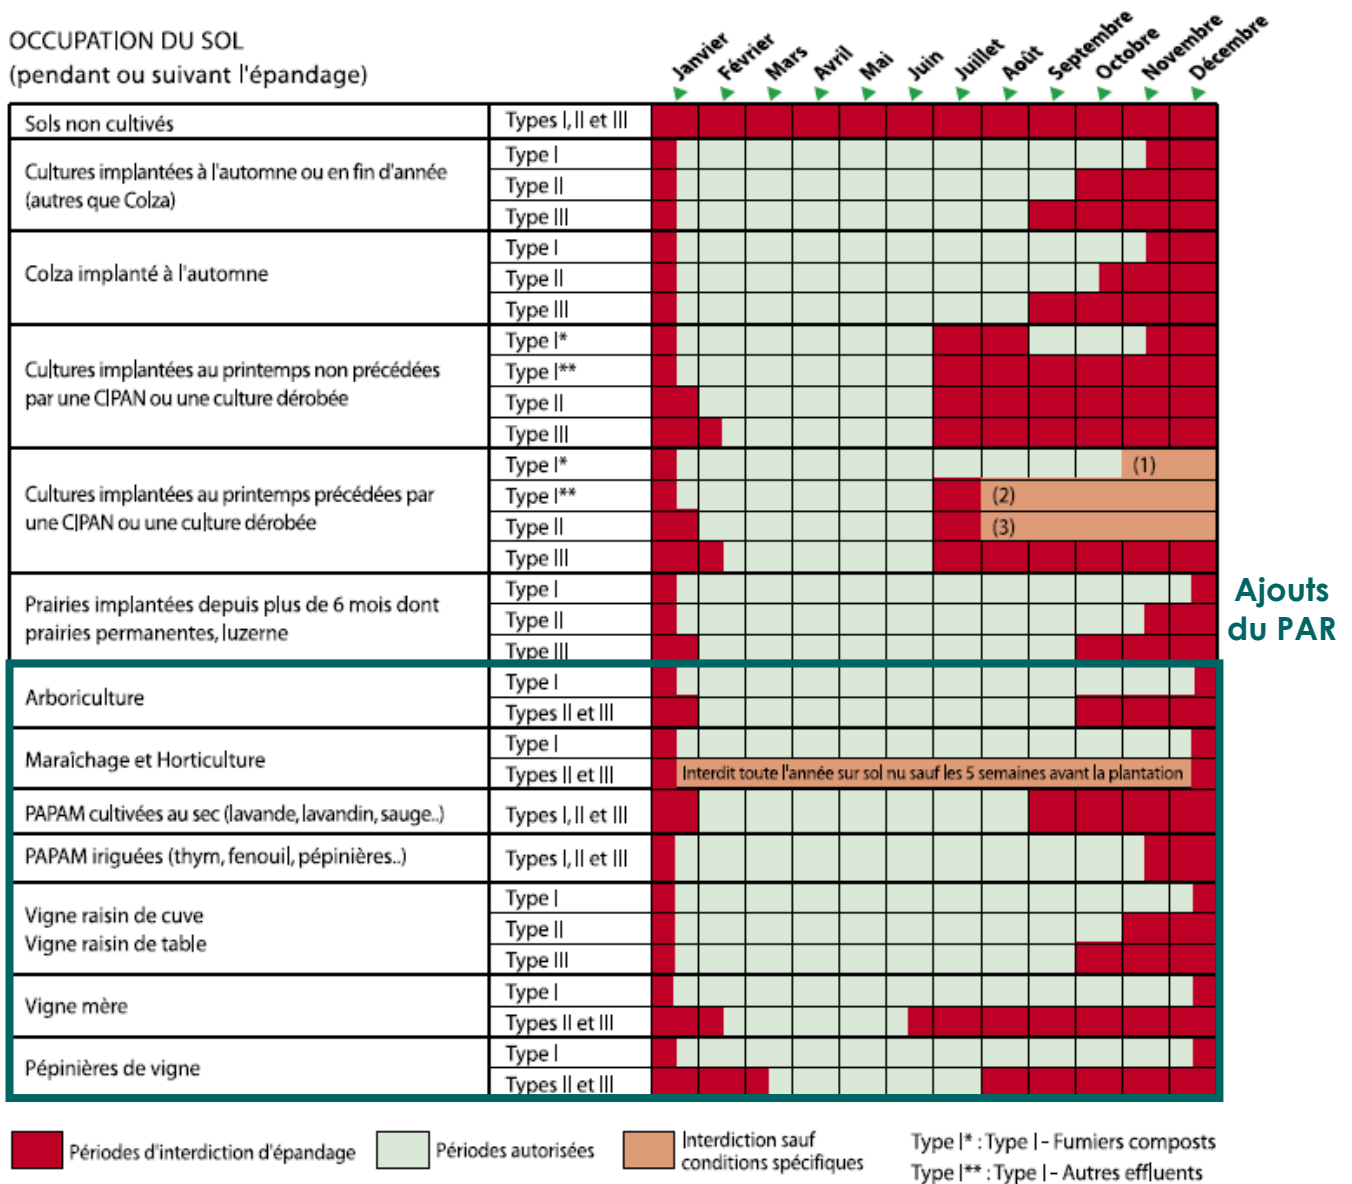 OCCUPATION DU SOL
(pendant ou suivant l'épandage)
Janvier Février Mars Avril Mai Juin Juillet Août Septembre Octobre Novembre Décembre
Sols non cultivés
Types I, II et III
Cultures implantées à l'automne ou en fin d'année
(autres que Colza)
Type I
Type II
Type III
Colza implanté à l'automne
Type I
Type II
Type III
Cultures implantées au printemps non précédées
par une CIPAN ou une culture dérobée
Type I*
Type I**
Type II
Type III
Cultures implantées au printemps précédées par
une CIPAN ou une culture dérobée
Type I*
(1)
Type I**
(2)
Type II
(3)
Type III
Prairies implantées depuis plus de 6 mois dont
prairies permanentes, luzerne
Type I
Type II
Type III
Ajouts
du PAR
Arboriculture
Type I
Types II et III
Maraîchage et Horticulture
Type I
Types II et III
Interdit toute l'année sur sol nu sauf les 5 semaines avant la plantation
PAPAM cultivées au sec (lavande, lavandin, sauge..)
Types I, II et III
PAPAM iriguées (thym, fenouil, pépinières..)
Types I, II et III
Vigne raisin de cuve
Vigne raisin de table
Type I
Type II
Type III
Vigne mère
Type I
Types II et III
Pépinières de vigne
Type I
Types II et III
Périodes d'interdiction d'épandage
Périodes autorisées
Interdiction sauf
conditions spécifiques
Type I* : Type I - Fumiers composts
Type I** : Type I - Autres effluents